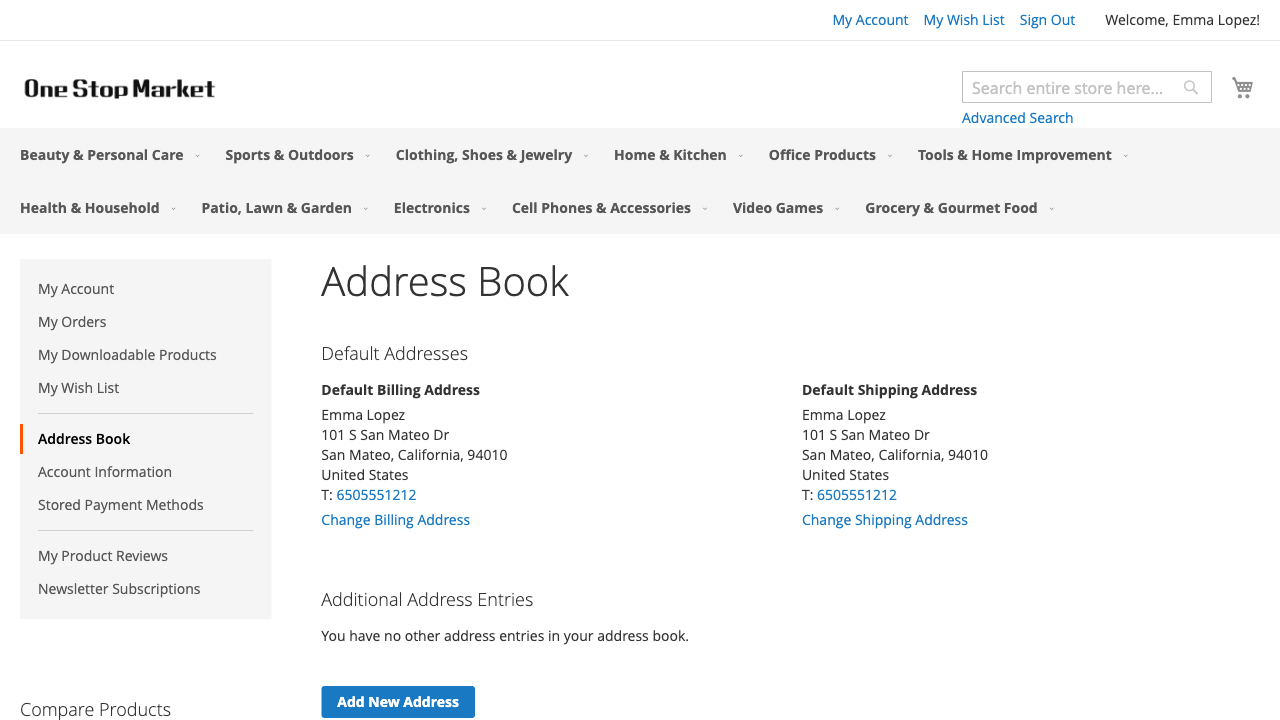 My Account My Wish List Sign Out Welcome, Emma Lopez!
One Stop Market
Search entire store here...
Advanced Search
Beauty & Personal Care Sports & Outdoors Clothing, Shoes & Jewelry Home & Kitchen Office Products Tools & Home Improvement
Health & Household Patio, Lawn & Garden Electronics Cell Phones & Accessories Video Games Grocery & Gourmet Food
My Account
My Orders
My Downloadable Products
My Wish List
Address Book
Account Information
Stored Payment Methods
My Product Reviews
Newsletter Subscriptions
Compare Products
Address Book
Default Addresses
Default Billing Address
Emma Lopez
101 S San Mateo Dr
San Mateo, California, 94010
United States
T: 6505551212
Change Billing Address
Default Shipping Address
Emma Lopez
101 S San Mateo Dr
San Mateo, California, 94010
United States
T: 6505551212
Change Shipping Address
Additional Address Entries
You have no other address entries in your address book.
Add New Address